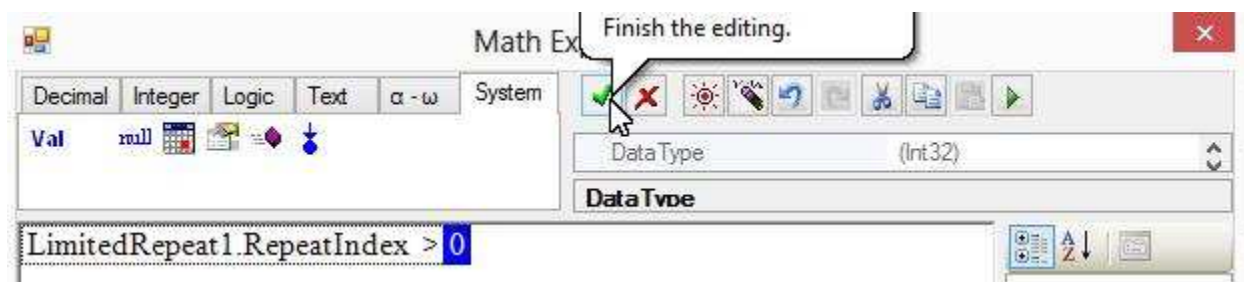 Math Ex
Finish the editing.
Decimal Integer Logic Text α - ω System
Val null
DataType (Int32)
DataType
LimitedRepeat1.RepeatIndex > 0